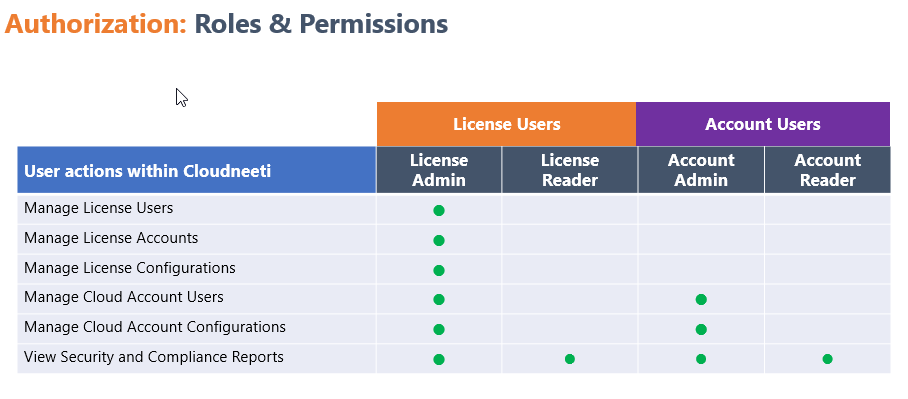 Authorization: Roles & Permissions
License Users Account Users
User actions within Cloudneeti
License Admin
License Reader
Account Admin
Account Reader
Manage License Users
Manage License Accounts
Manage License Configurations
Manage Cloud Account Users
Manage Cloud Account Configurations
View Security and Compliance Reports